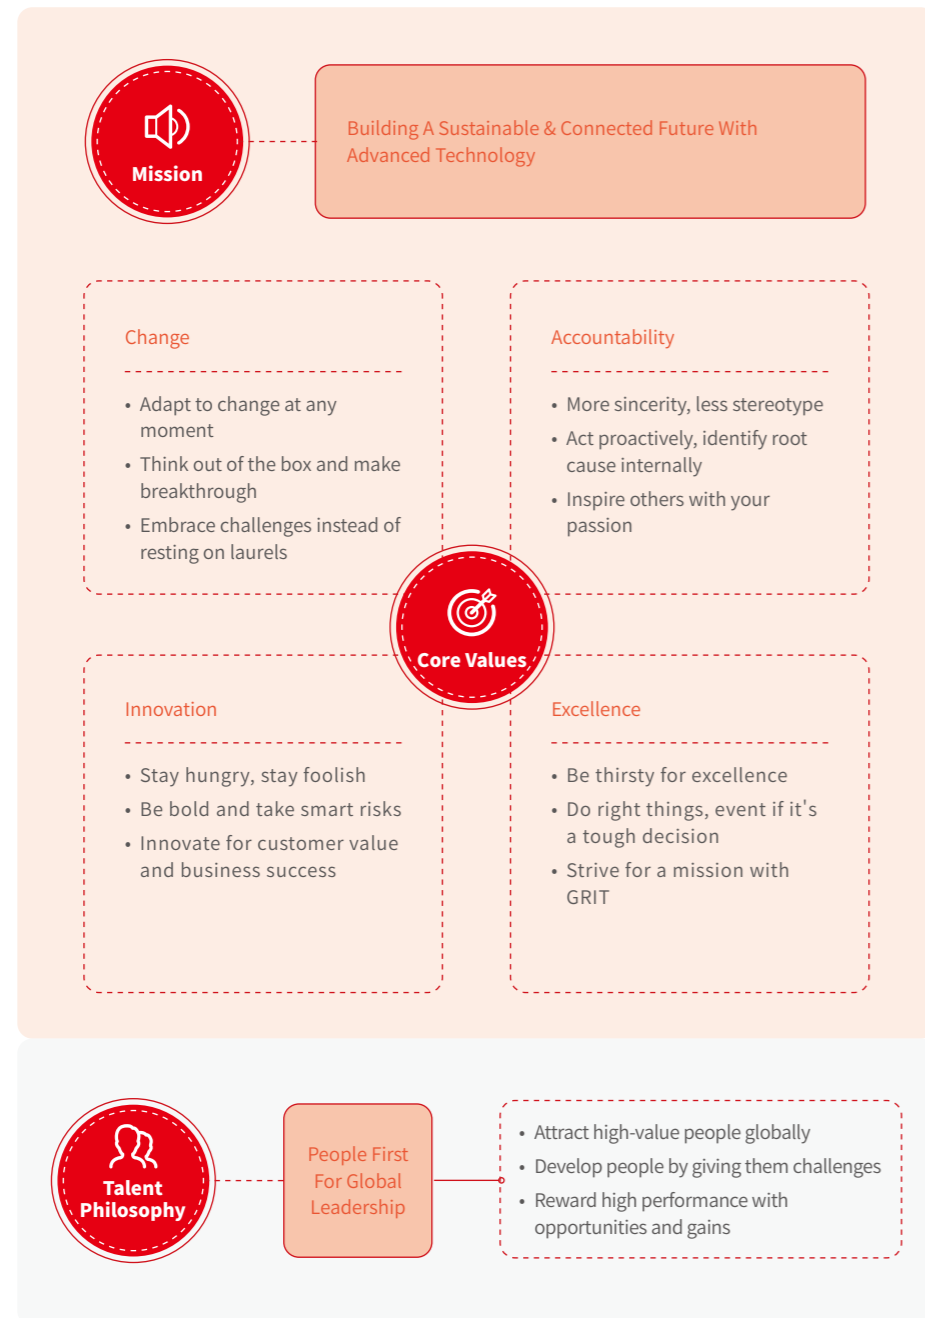 Mission
Building A Sustainable & Connected Future With
Advanced Technology
Change
• Adapt to change at any
moment
• Think out of the box and make
breakthrough
• Embrace challenges instead of
resting on laurels
Accountability
• More sincerity, less stereotype
• Act proactively, identify root
cause internally
• Inspire others with your
passion
Core Values
Innovation
• Stay hungry, stay foolish
• Be bold and take smart risks
• Innovate for customer value
and business success
Excellence
• Be thirsty for excellence
• Do right things, event if it's
a tough decision
• Strive for a mission with
GRIT
Talent
Philosophy
People First
For Global
Leadership
• Attract high-value people globally
• Develop people by giving them challenges
• Reward high performance with
opportunities and gains